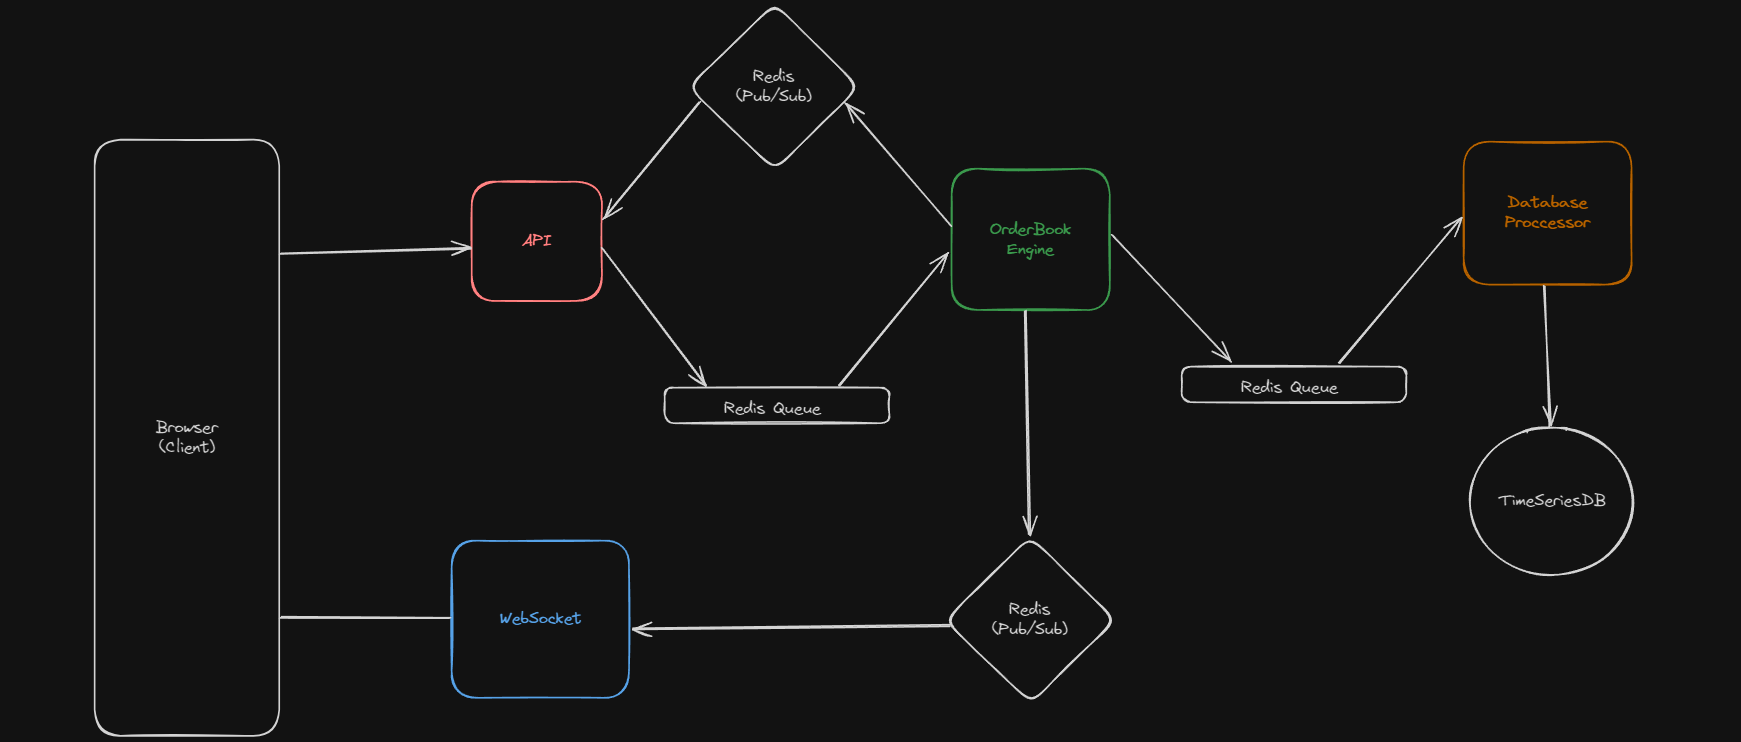 Redis
(Pub/Sub)
API
OrderBook
Engine
Database
Proccessor
Redis Queue
Redis Queue
Browser
(Client)
TimeSeriesDB
WebSocket
Redis
(Pub/Sub)